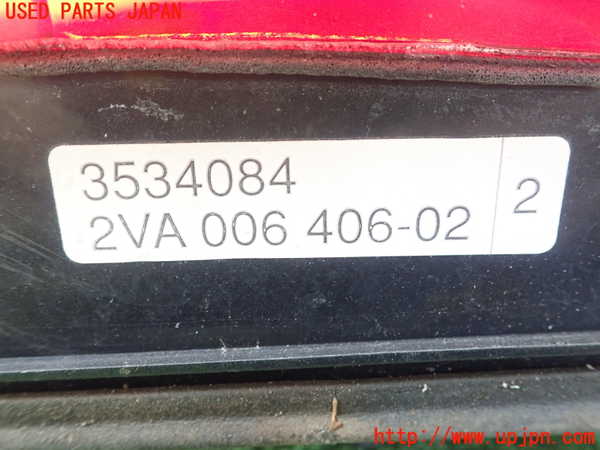 USED PARTS JAPAN
3534084
2VA 006 406-02
2
http://www.upjpn.com/